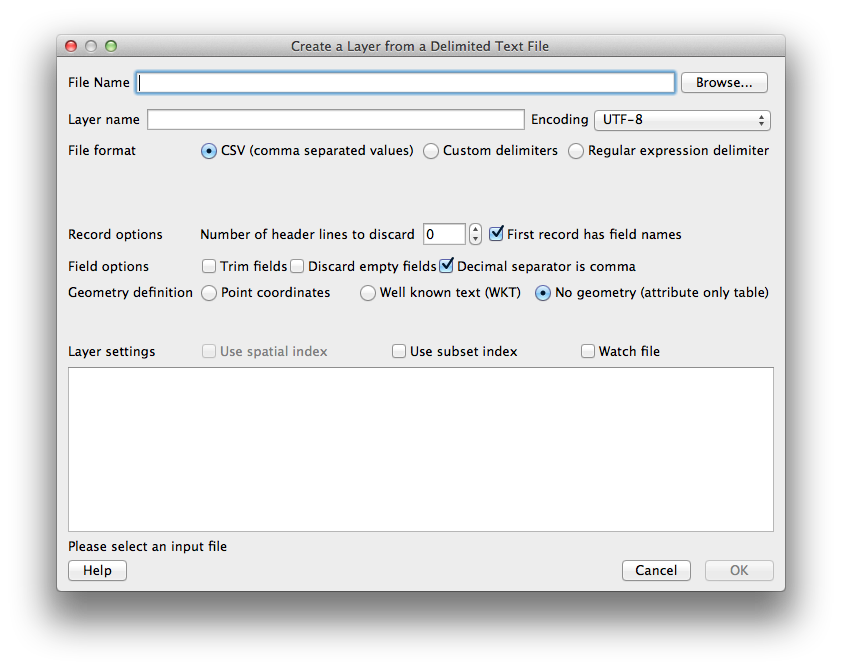 Create a Layer from a Delimited Text File
File Name Browse...
Layer name Encoding UTF-8
File format CSV (comma separated values) Custom delimiters Regular expression delimiter
Record options Number of header lines to discard 0 First record has field names
Field options Trim fields Discard empty fields Decimal separator is comma
Geometry definition Point coordinates Well known text (WKT) No geometry (attribute only table)
Layer settings Use spatial index Use subset index Watch file
Please select an input file
Help Cancel OK